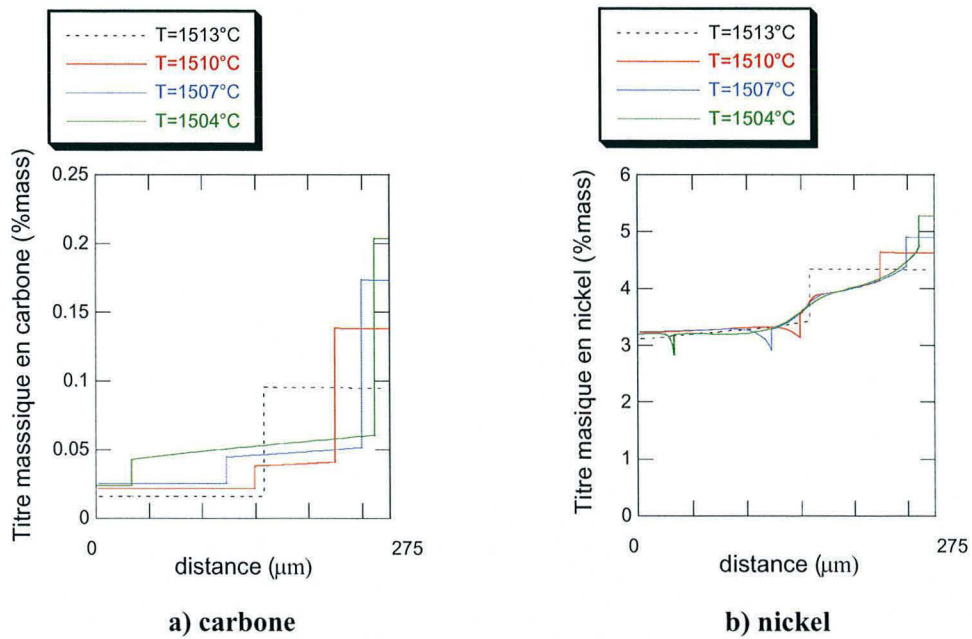 T=1513°C
T=1510°C
T=1507°C
T=1504°C
Titre masssique en carbone (%mass)
0.25
0.2
0.15
0.1
0.05
0
0
275
distance (µm)
a) carbone
T=1513°C
T=1510°C
T=1507°C
T=1504°C
Titre masique en nickel (%mass)
6
5
4
3
2
1
0
0
275
distance (µm)
b) nickel